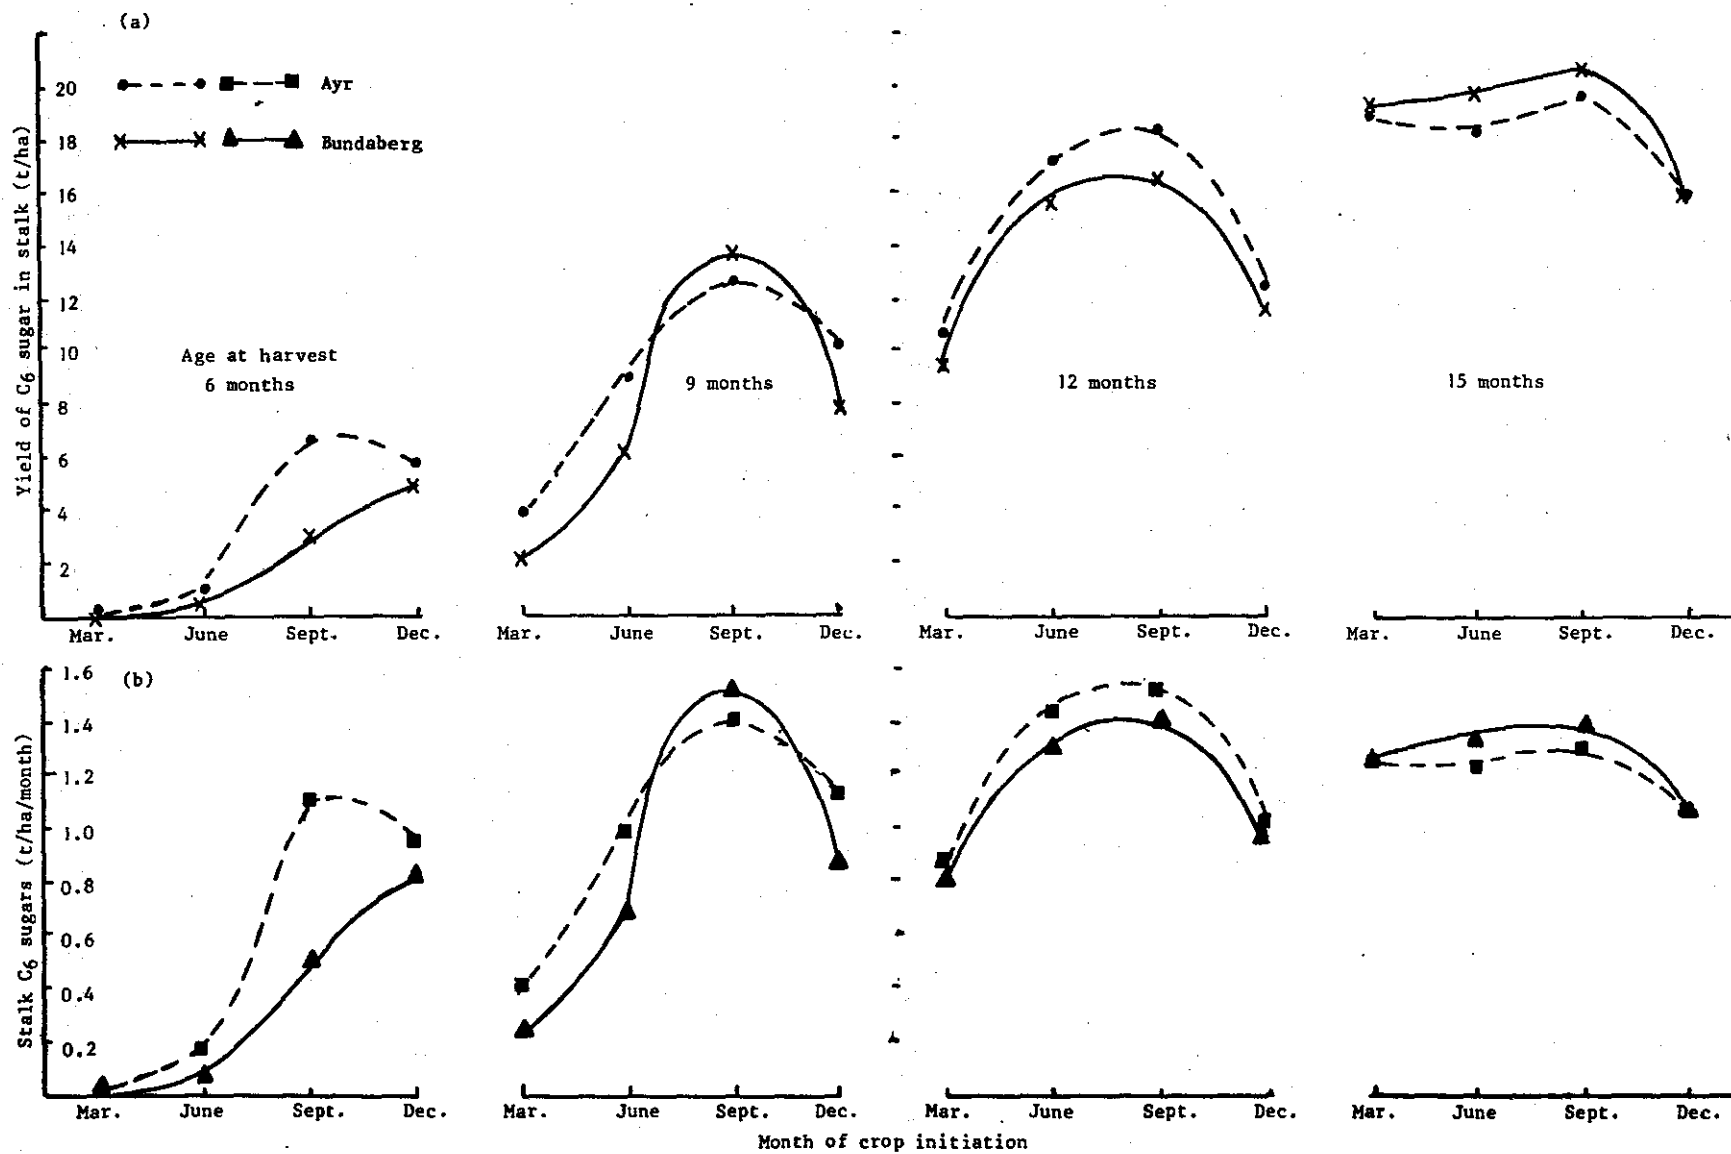 (a)
Yield of C6 sugar in stalk (t/ha)
20
18
16
14
12
10
8
6
4
2
Ayr
Bundaberg
Age at harvest
6 months
9 months
12 months
15 months
Mar. June Sept. Dec.
Mar. June Sept. Dec.
Mar. June Sept. Dec.
Mar. June Sept. Dec.
(b)
Stalk C6 sugars (t/ha/month)
1.6
1.4
1.2
1.0
0.8
0.6
0.4
0.2
Mar. June Sept. Dec.
Mar. June Sept. Dec.
Mar. June Sept. Dec.
Mar. June Sept. Dec.
Month of crop initiation